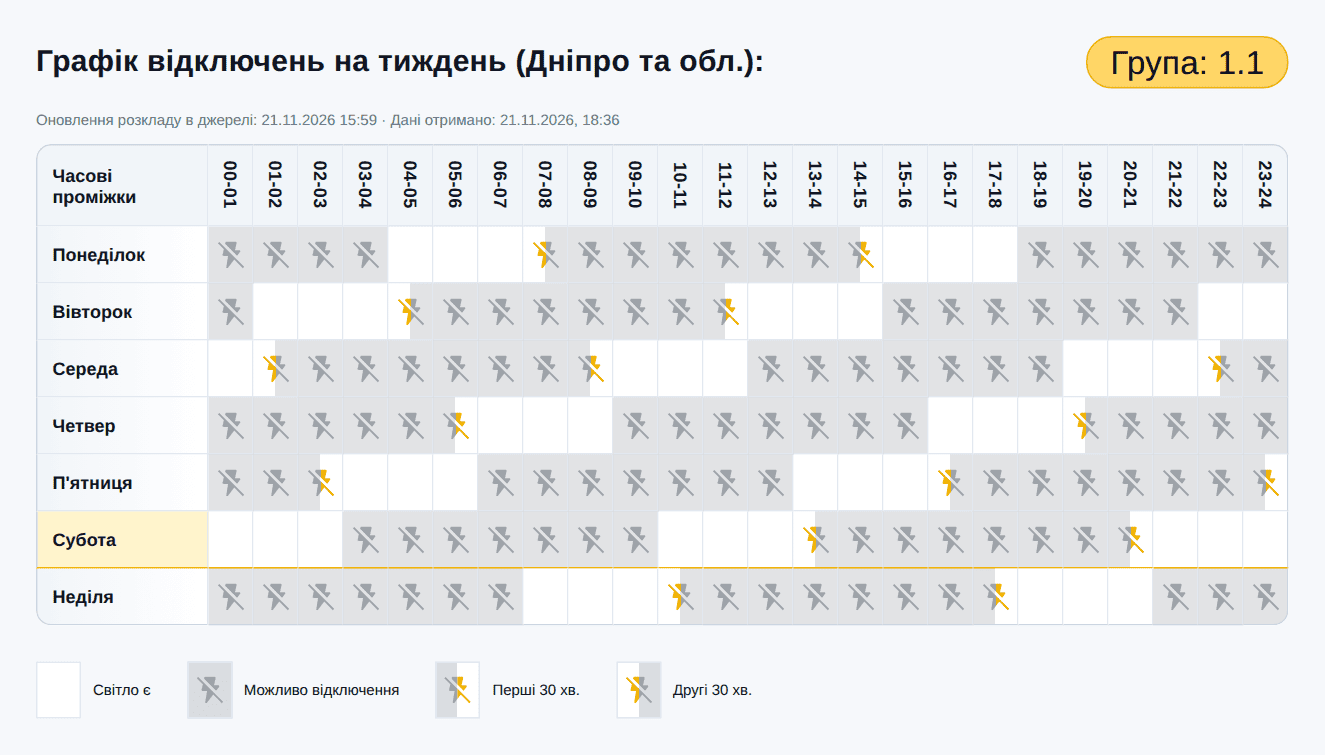 Графік відключень на тиждень (Дніпро та обл.):
Група: 1.1
Оновлення розкладу в джерелі: 21.11.2026 15:59 · Дані отримано: 21.11.2026, 18:36
Часові
проміжки
00-01
01-02
02-03
03-04
04-05
05-06
06-07
07-08
08-09
09-10
10-11
11-12
12-13
13-14
14-15
15-16
16-17
17-18
18-19
19-20
20-21
21-22
22-23
23-24
Понеділок
Вівторок
Середа
Четвер
П'ятниця
Субота
Неділя
Світло є
Можливо відключення
Перші 30 хв.
Другі 30 хв.